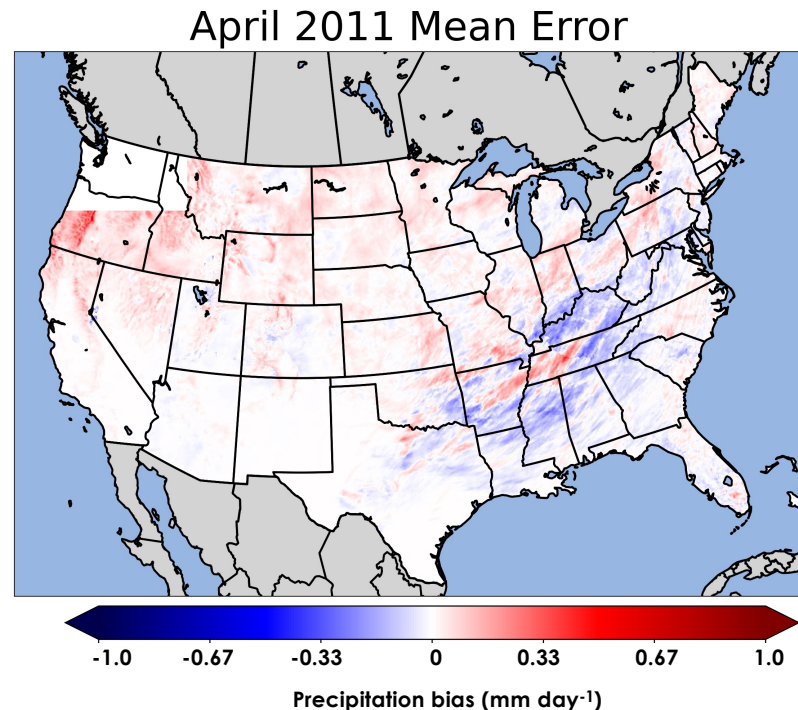 April 2011 Mean Error
-1.0 -0.67 -0.33 0 0.33 0.67 1.0
Precipitation bias (mm day-1)